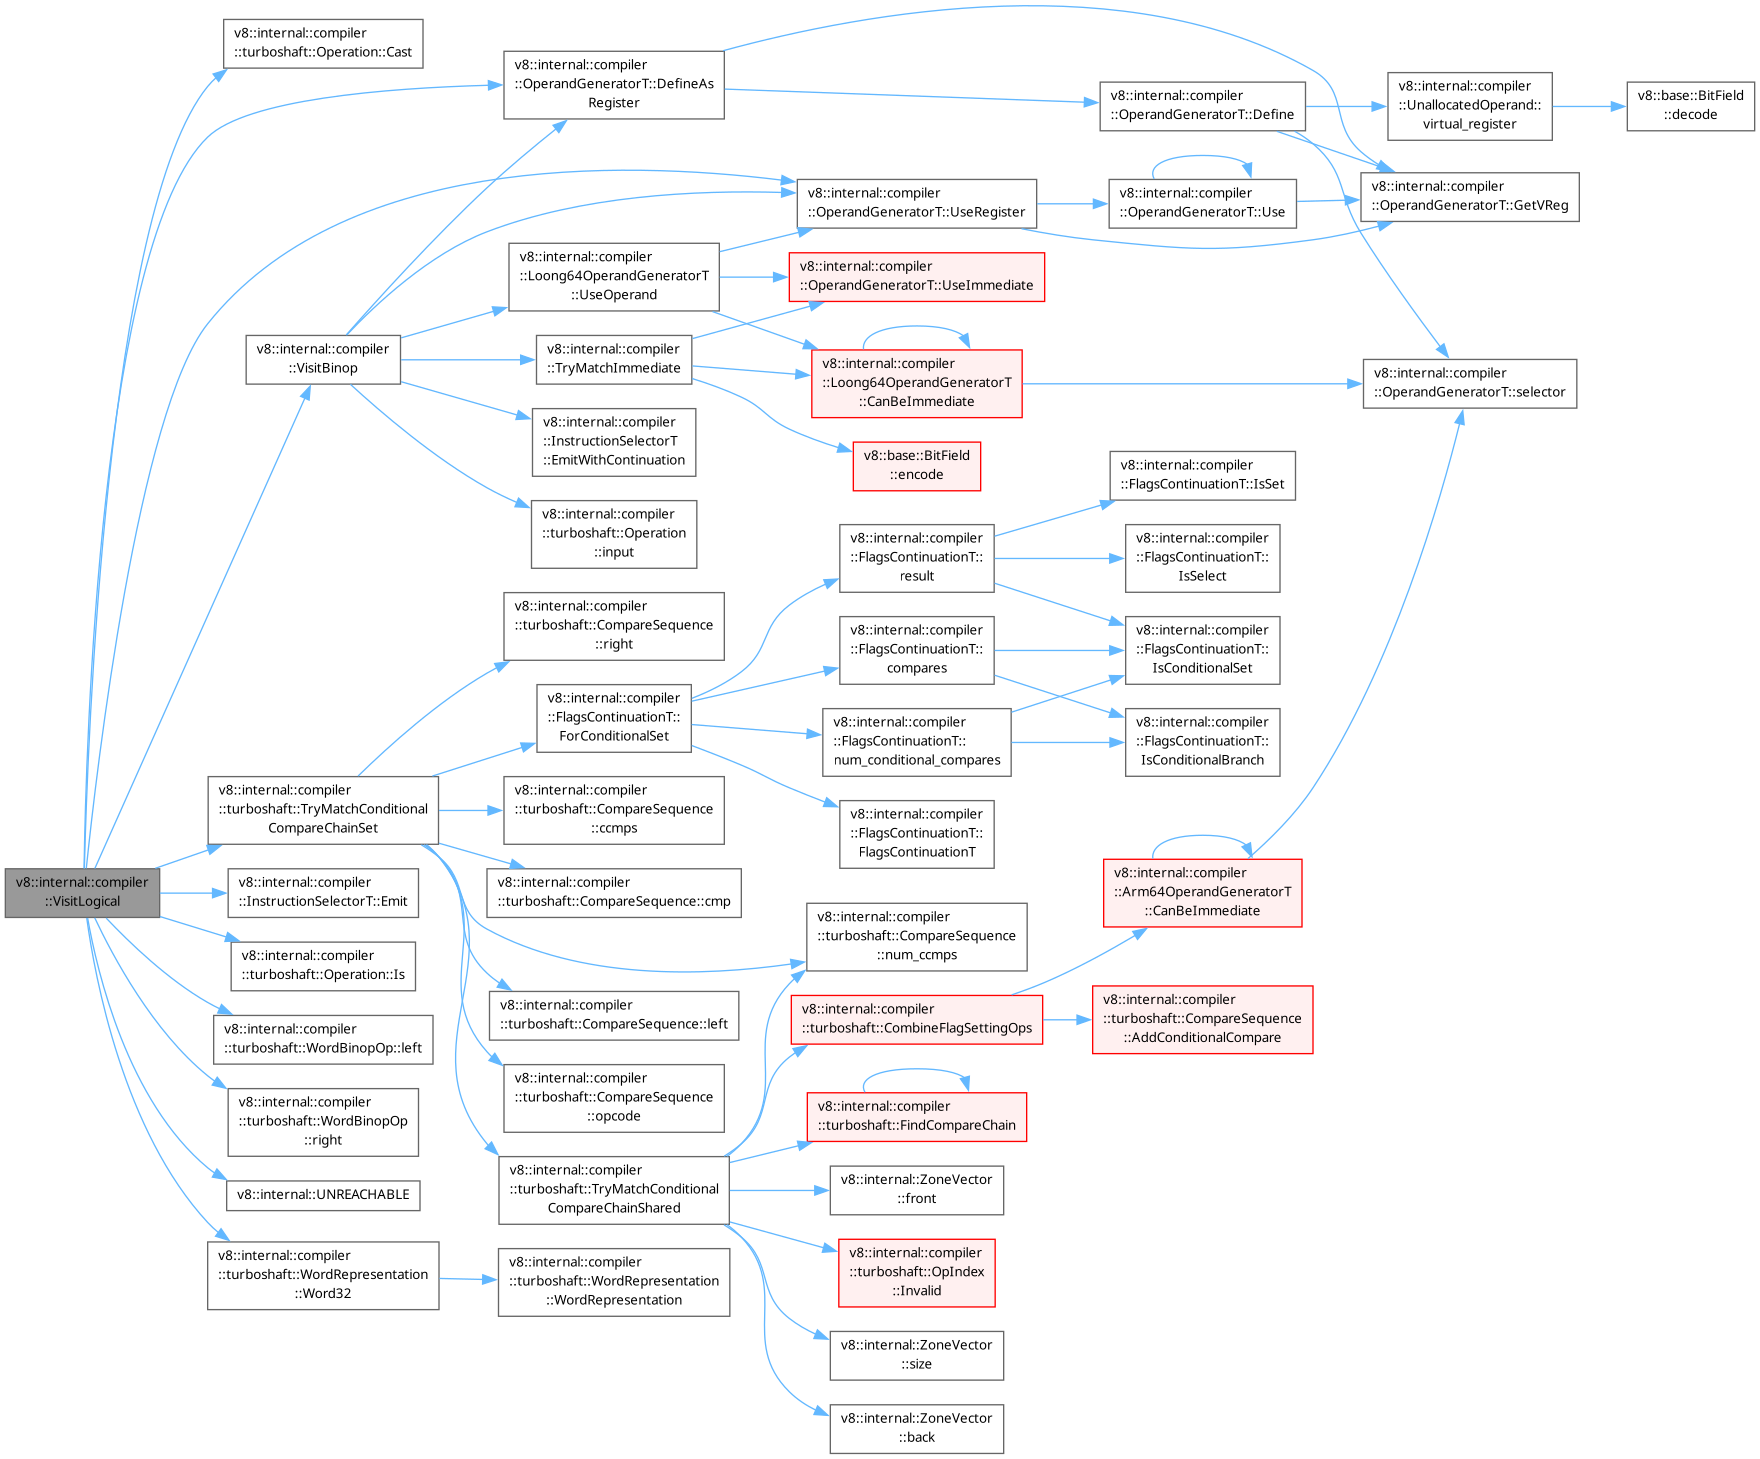 v8::internal::compiler
::VisitLogical
v8::internal::compiler
::turboshaft::Operation::Cast
v8::internal::compiler
::OperandGeneratorT::DefineAs
Register
v8::internal::compiler
::OperandGeneratorT::Define
v8::internal::compiler
::UnallocatedOperand::
virtual_register
v8::base::BitField
::decode
v8::internal::compiler
::OperandGeneratorT::GetVReg
v8::internal::compiler
::OperandGeneratorT::UseRegister
v8::internal::compiler
::OperandGeneratorT::Use
v8::internal::compiler
::Loong64OperandGeneratorT
::UseOperand
v8::internal::compiler
::OperandGeneratorT::UseImmediate
v8::internal::compiler
::VisitBinop
v8::internal::compiler
::TryMatchImmediate
v8::internal::compiler
::Loong64OperandGeneratorT
::CanBeImmediate
v8::internal::compiler
::OperandGeneratorT::selector
v8::internal::compiler
::InstructionSelectorT
::EmitWithContinuation
v8::base::BitField
::encode
v8::internal::compiler
::turboshaft::Operation
::input
v8::internal::compiler
::FlagsContinuationT::IsSet
v8::internal::compiler
::FlagsContinuationT::
result
v8::internal::compiler
::FlagsContinuationT::
IsSelect
v8::internal::compiler
::turboshaft::CompareSequence
::right
v8::internal::compiler
::FlagsContinuationT::
compares
v8::internal::compiler
::FlagsContinuationT::
IsConditionalSet
v8::internal::compiler
::FlagsContinuationT::
ForConditionalSet
v8::internal::compiler
::FlagsContinuationT::
num_conditional_compares
v8::internal::compiler
::FlagsContinuationT::
IsConditionalBranch
v8::internal::compiler
::turboshaft::TryMatchConditional
CompareChainSet
v8::internal::compiler
::turboshaft::CompareSequence
::ccmps
v8::internal::compiler
::FlagsContinuationT::
FlagsContinuationT
v8::internal::compiler
::InstructionSelectorT::Emit
v8::internal::compiler
::turboshaft::CompareSequence::cmp
v8::internal::compiler
::Arm64OperandGeneratorT
::CanBeImmediate
v8::internal::compiler
::turboshaft::Operation::Is
v8::internal::compiler
::turboshaft::CompareSequence
::num_ccmps
v8::internal::compiler
::turboshaft::WordBinopOp::left
v8::internal::compiler
::turboshaft::CompareSequence::left
v8::internal::compiler
::turboshaft::CombineFlagSettingOps
v8::internal::compiler
::turboshaft::CompareSequence
::AddConditionalCompare
v8::internal::compiler
::turboshaft::WordBinopOp
::right
v8::internal::compiler
::turboshaft::CompareSequence
::opcode
v8::internal::compiler
::turboshaft::FindCompareChain
v8::internal::UNREACHABLE
v8::internal::compiler
::turboshaft::TryMatchConditional
CompareChainShared
v8::internal::ZoneVector
::front
v8::internal::compiler
::turboshaft::WordRepresentation
::Word32
v8::internal::compiler
::turboshaft::WordRepresentation
::WordRepresentation
v8::internal::compiler
::turboshaft::OpIndex
::Invalid
v8::internal::ZoneVector
::size
v8::internal::ZoneVector
::back